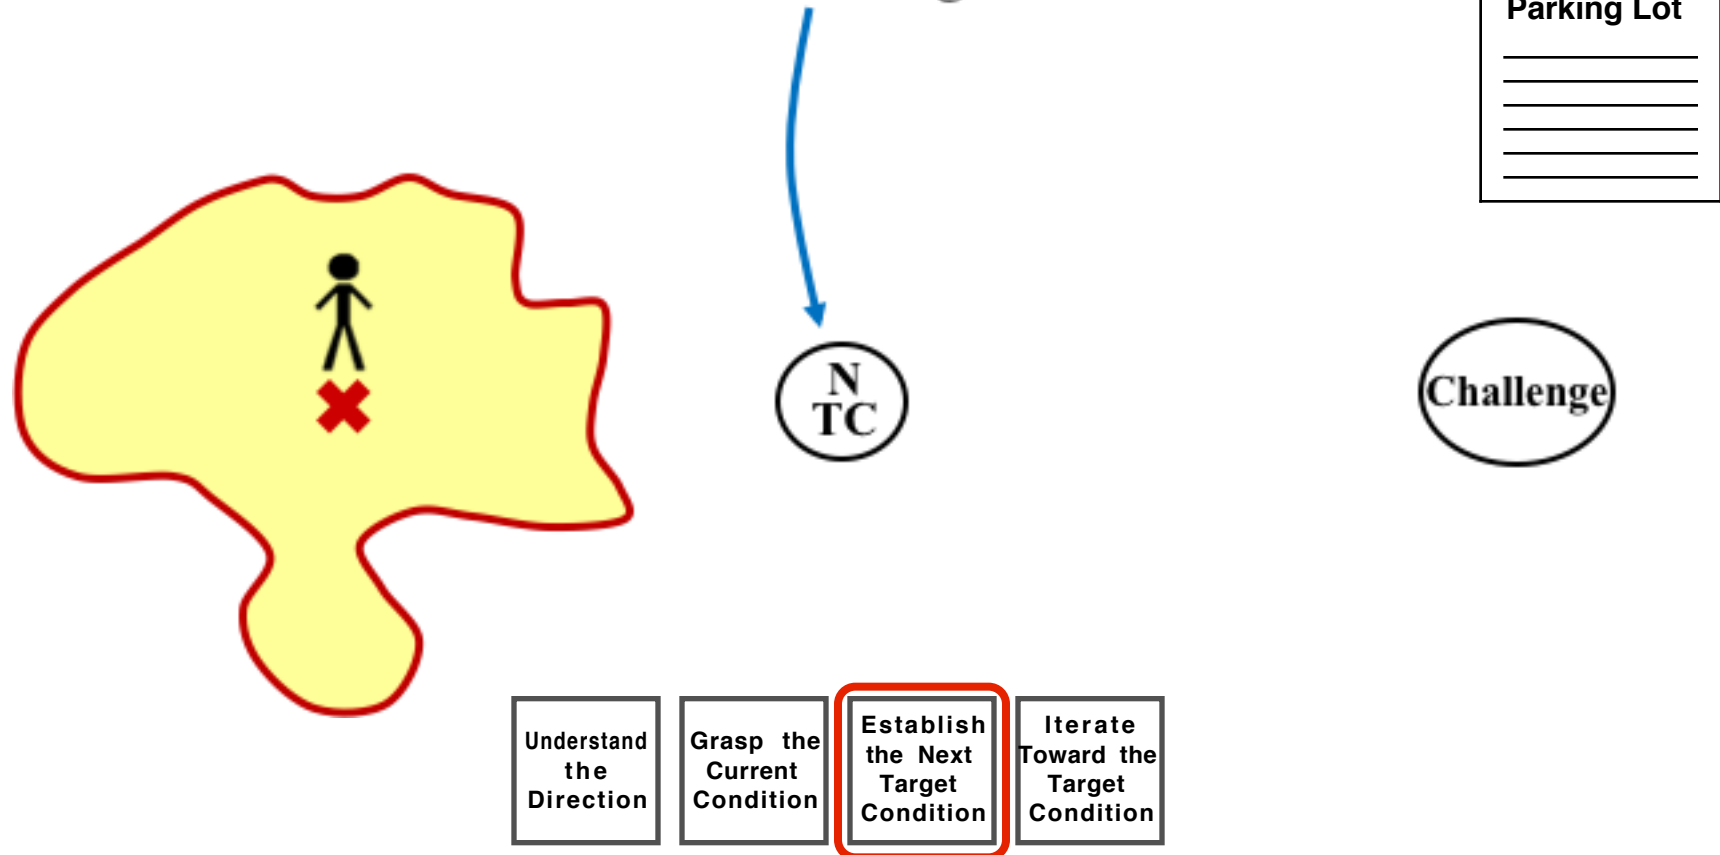 Parking Lot
N
TC
Challenge
Understand
the
Direction
Grasp the
Current
Condition
Establish
the Next
Target
Condition
Iterate
Toward the
Target
Condition